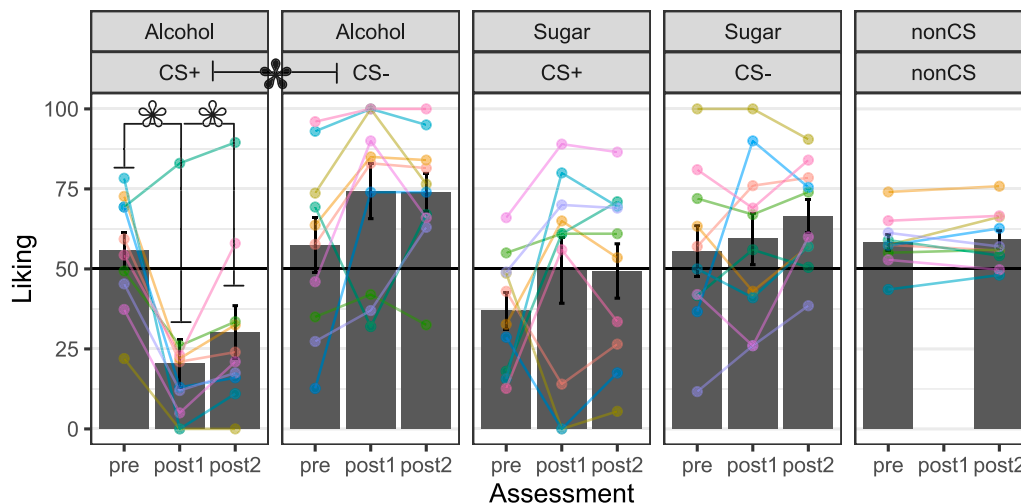 Alcohol Alcohol Sugar Sugar nonCS
CS+ CS- CS+ CS- nonCS
100
75
50
25
0
Liking
pre post1 post2 pre post1 post2 pre post1 post2 pre post1 post2 pre post1 post2
Assessment